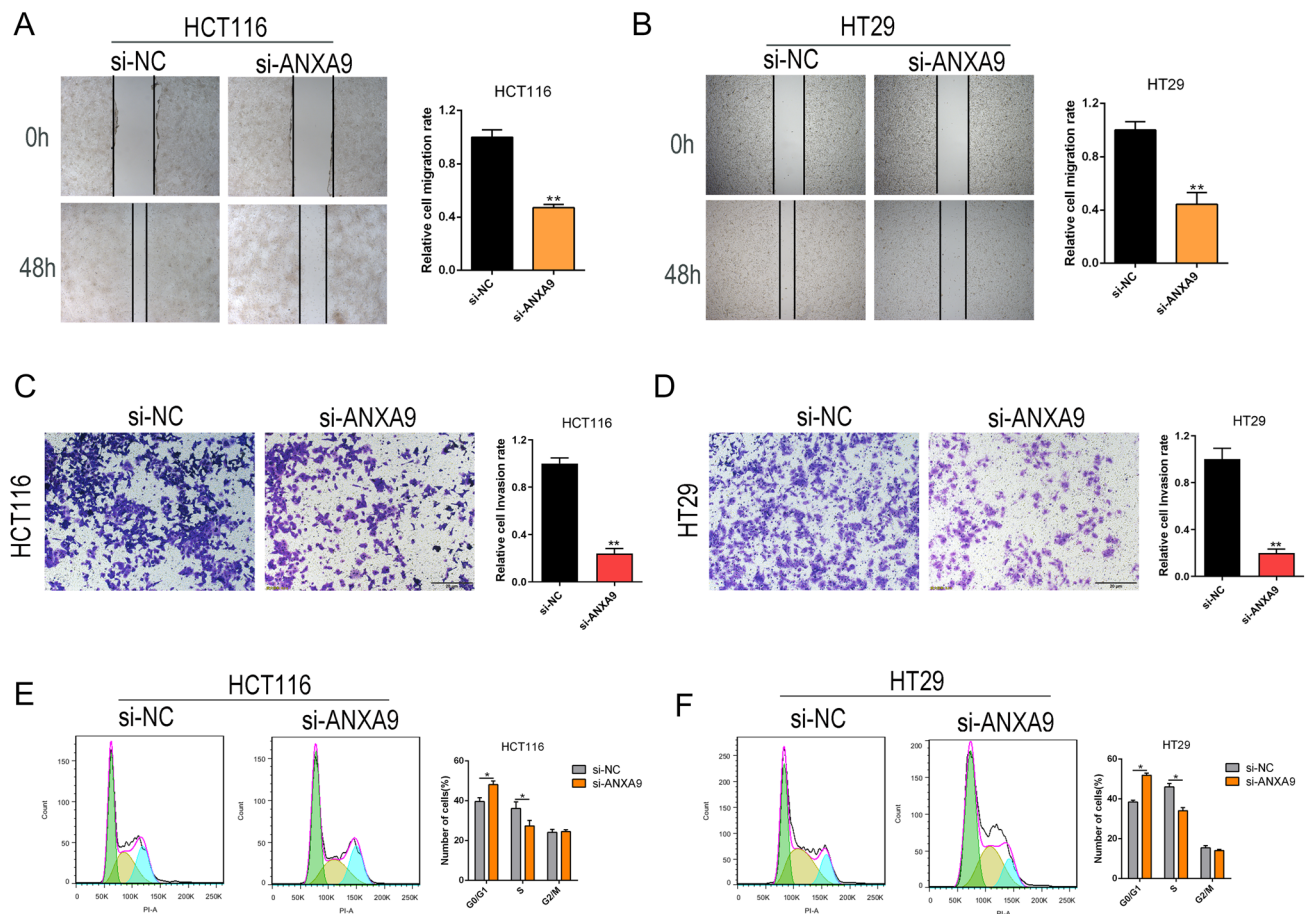 A
HCT116
si-NC
si-ANXA9
0h
48h
HCT116
Relative cell migration rate
1.2
0.8
0.4
0.0
**
si-NC
si-ANXA9
B
HT29
si-NC
si-ANXA9
0h
48h
HT29
Relative cell migration rate
1.2
0.8
0.4
0.0
**
si-NC
si-ANXA9
C
si-NC
si-ANXA9
HCT116
20 μm
HCT116
Relative cell Invasion rate
1.2
0.8
0.4
0.0
**
si-NC
si-ANXA9
D
si-NC
si-ANXA9
HT29
20 μm
HT29
Relative cell Invasion rate
1.2
0.8
0.4
0.0
**
si-NC
si-ANXA9
E
HCT116
si-NC
si-ANXA9
Count
150
100
50
0
0
50K
100K
150K
200K
250K
PI-A
Count
200
150
100
50
0
0
50K
100K
150K
200K
250K
PI-A
HCT116
Number of cells(%)
60
40
20
0
*
*
G0/G1
S
G2/M
si-NC
si-ANXA9
F
HT29
si-NC
si-ANXA9
Count
250
200
150
100
50
0
0
50K
100K
150K
200K
250K
PI-A
Count
200
150
100
50
0
0
50K
100K
150K
200K
250K
PI-A
HT29
Number of cells(%)
60
40
20
0
*
*
G0/G1
S
G2/M
si-NC
si-ANXA9